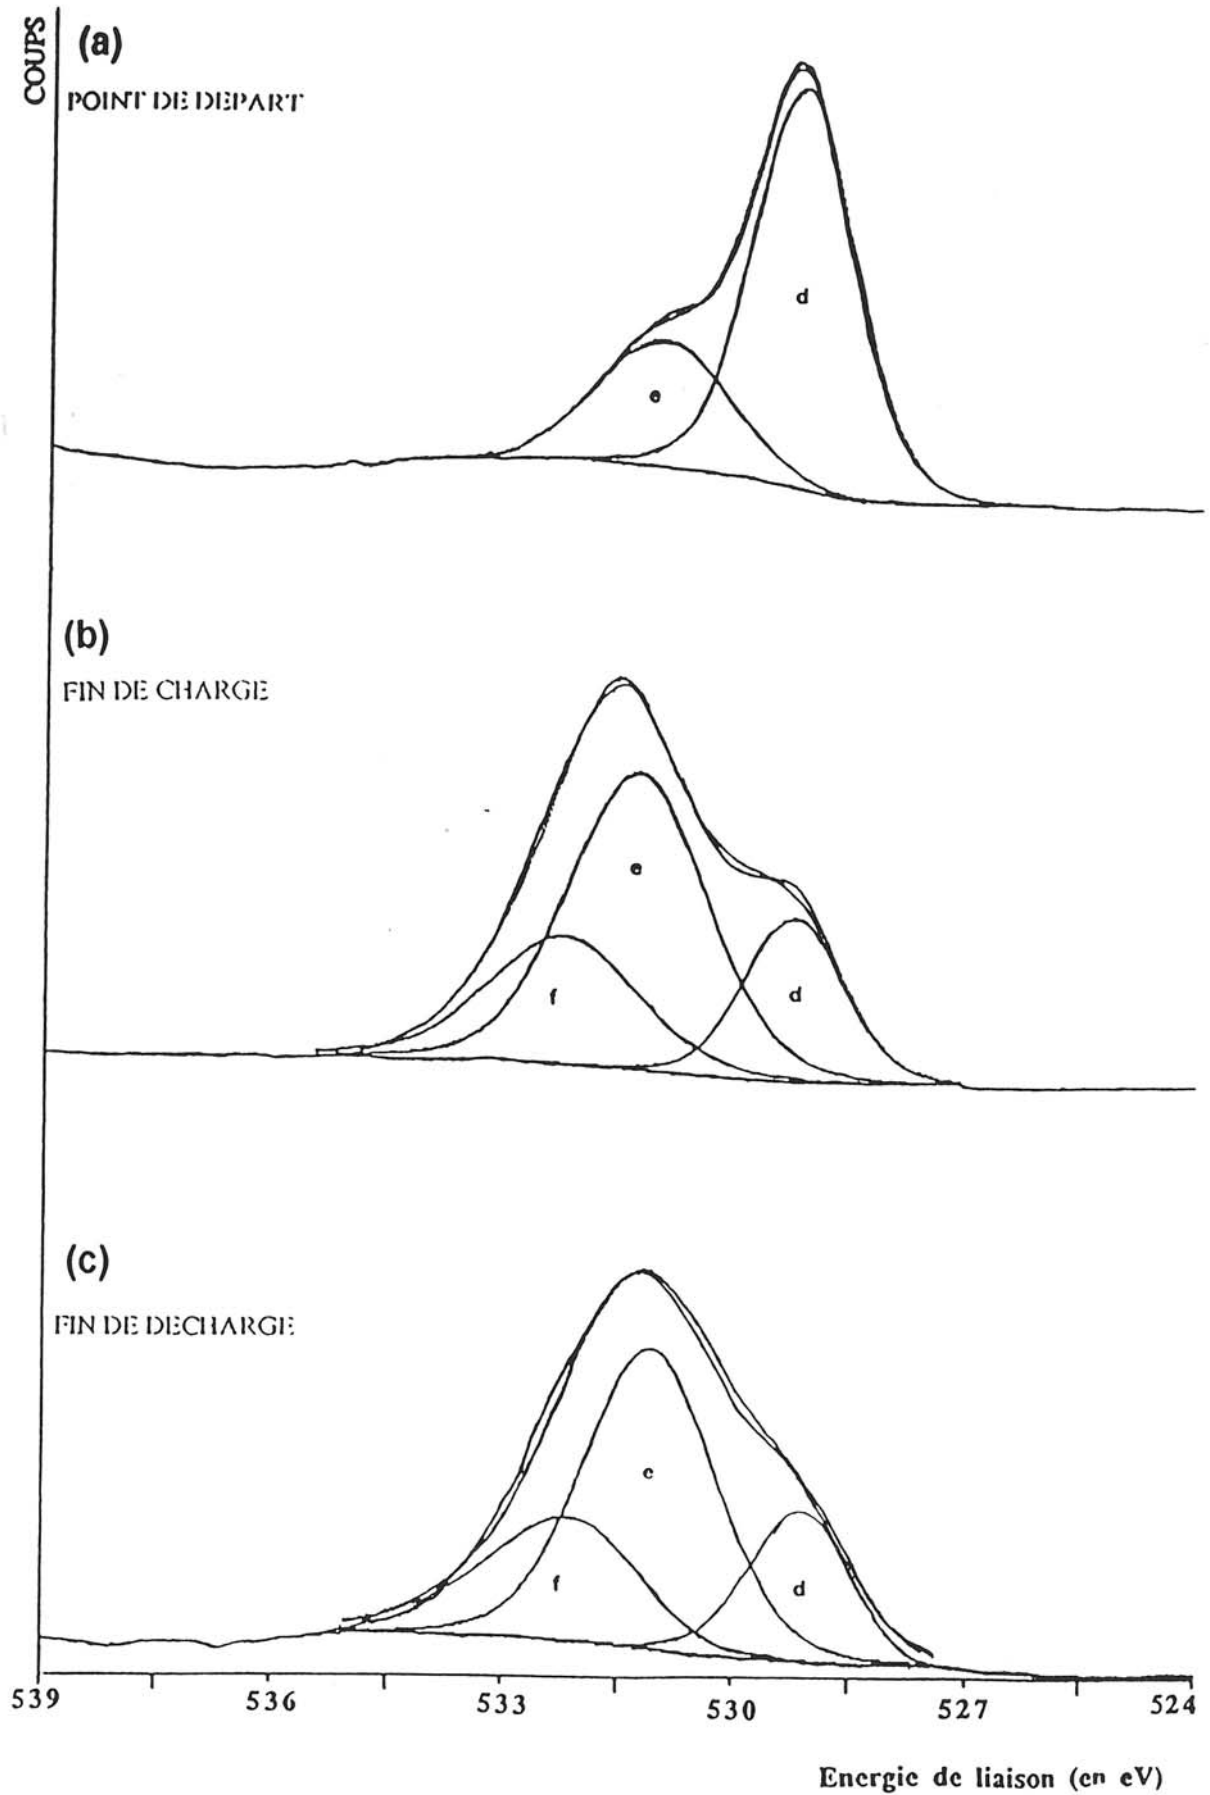 COUPS
(a)
POINT DE DEPART
d
e
(b)
FIN DE CHARGE
e
f
d
(c)
FIN DE DECHARGE
c
f
d
539 536 533 530 527 524
Energie de liaison (en eV)